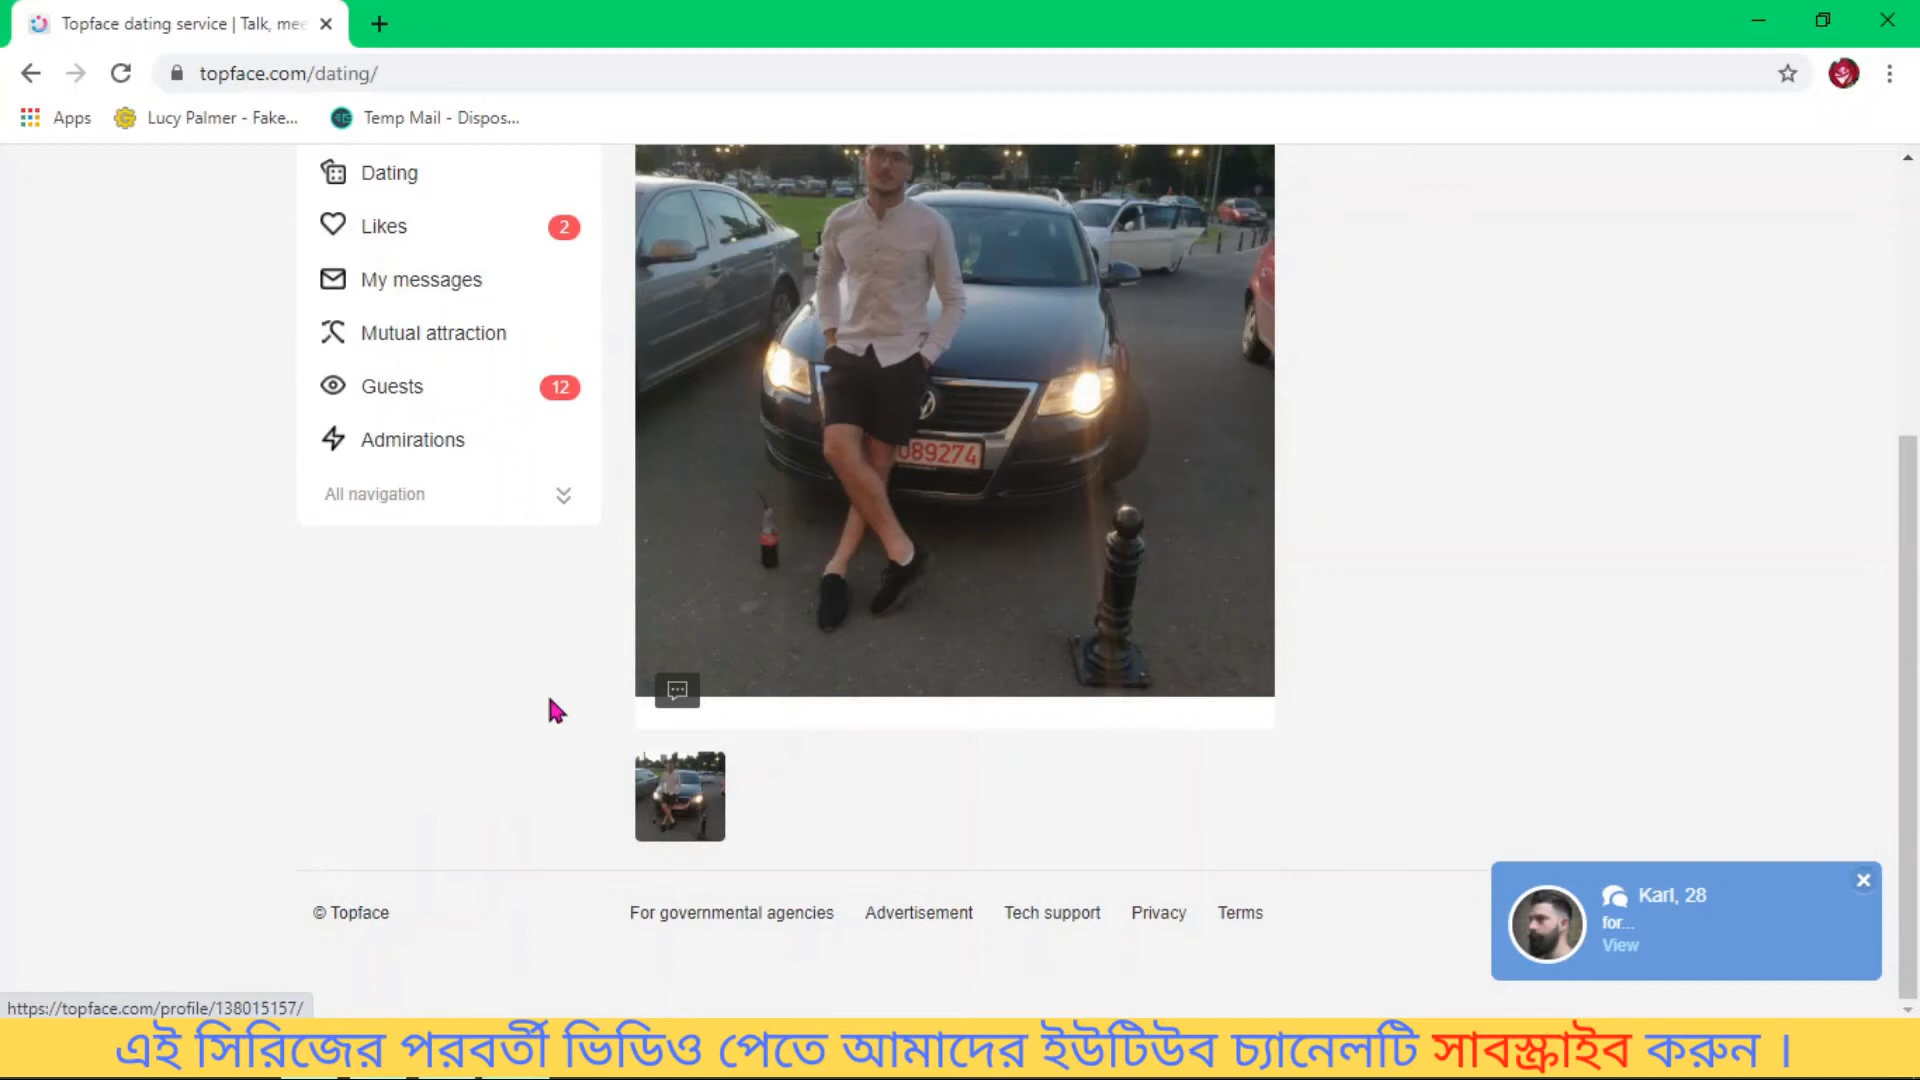 Topface dating service | Talk, mee
topface.com/dating/
Apps
Lucy Palmer - Fake...
Temp Mail - Dispos...
Dating
Likes
2
My messages
Mutual attraction
Guests
12
Admirations
All navigation
089274
© Topface
For governmental agencies
Advertisement
Tech support
Privacy
Terms
Karl, 28
for...
View
https://topface.com/profile/138015157/
এই সিরিজের পরবর্তী ভিডিও পেতে আমাদের ইউটিউব চ্যানেলটি সাবস্ক্রাইব করুন ।